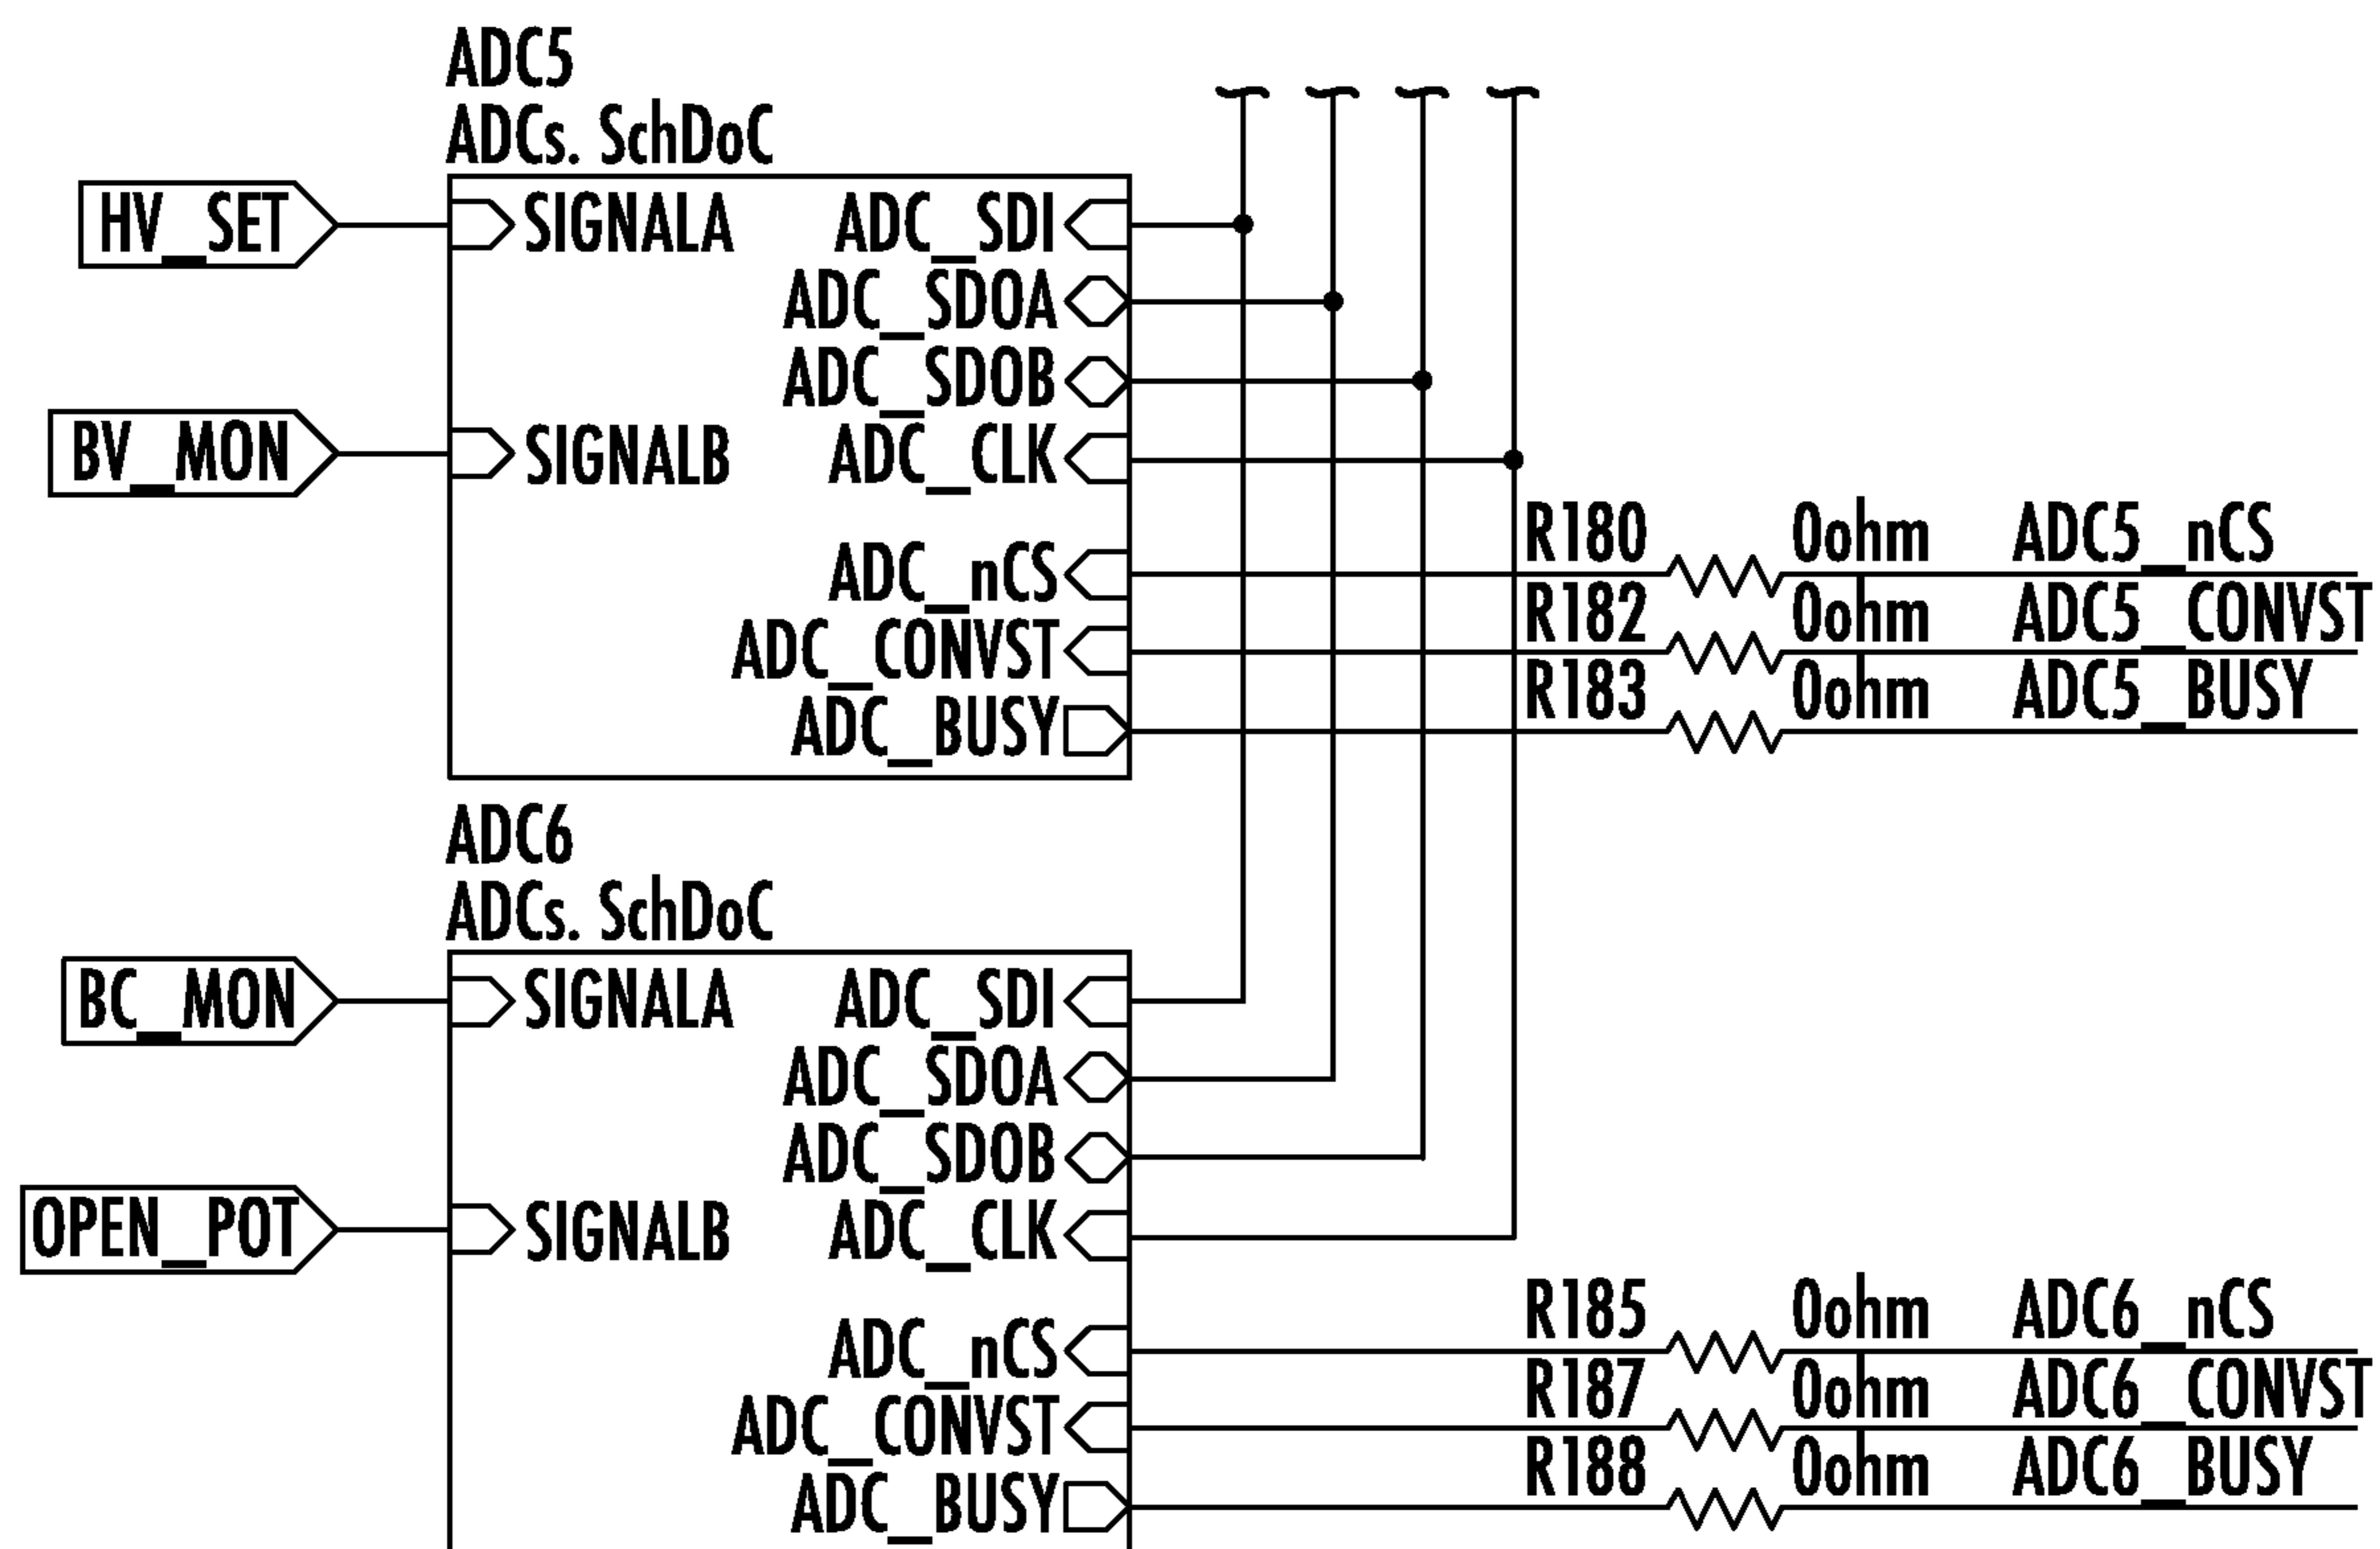 ADC5
ADCs. SchDoC
HV_SET SIGNALA ADC_SDI
ADC_SDOA
ADC_SDOB
BV_MON SIGNALB ADC_CLK
ADC_nCS R180 0ohm ADC5_nCS
ADC_CONVST R182 0ohm ADC5_CONVST
ADC_BUSY R183 0ohm ADC5_BUSY
ADC6
ADCs. SchDoC
BC_MON SIGNALA ADC_SDI
ADC_SDOA
ADC_SDOB
OPEN_POT SIGNALB ADC_CLK
ADC_nCS R185 0ohm ADC6_nCS
ADC_CONVST R187 0ohm ADC6_CONVST
ADC_BUSY R188 0ohm ADC6_BUSY